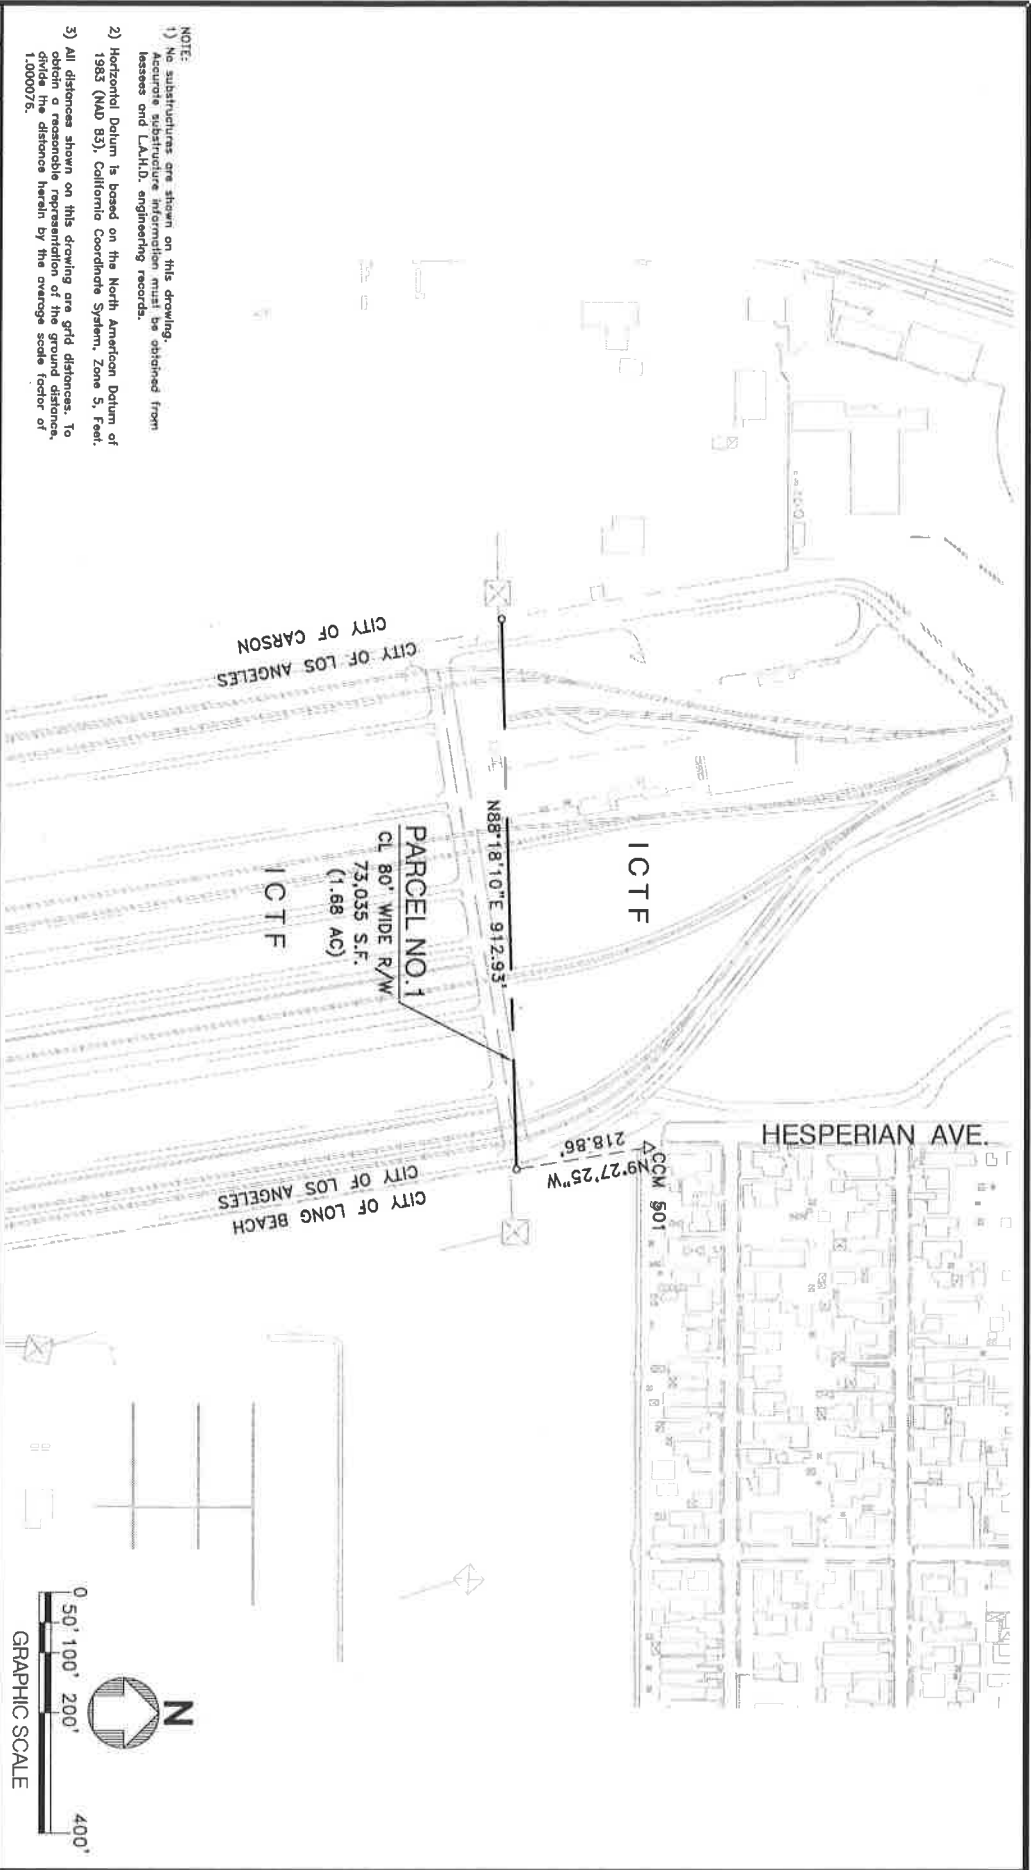 NOTE:
1) No substructures are shown on this drawing.
Accurate substructure information must be obtained from
lessees and L.A.H.D. engineering records.
2) Horizontal Datum is based on the North American Datum of
1983 (NAD 83), California Coordinate System, Zone 5, Feet.
3) All distances shown on this drawing are grid distances. To
obtain a reasonable representation of the ground distance,
divide the distance herein by the average scale factor of
1.000076.
CITY OF CARSON
CITY OF LOS ANGELES
ICTF
N88°18'10"E 912.93'
PARCEL NO.1
CL 80' WIDE R/W
73,035 S.F.
(1.68 AC)
ICTF
HESPERIAN AVE.
CCM 501
N9°27'25"W
218.86'
CITY OF LOS ANGELES
CITY OF LONG BEACH
N
0 50' 100' 200' 400'
GRAPHIC SCALE